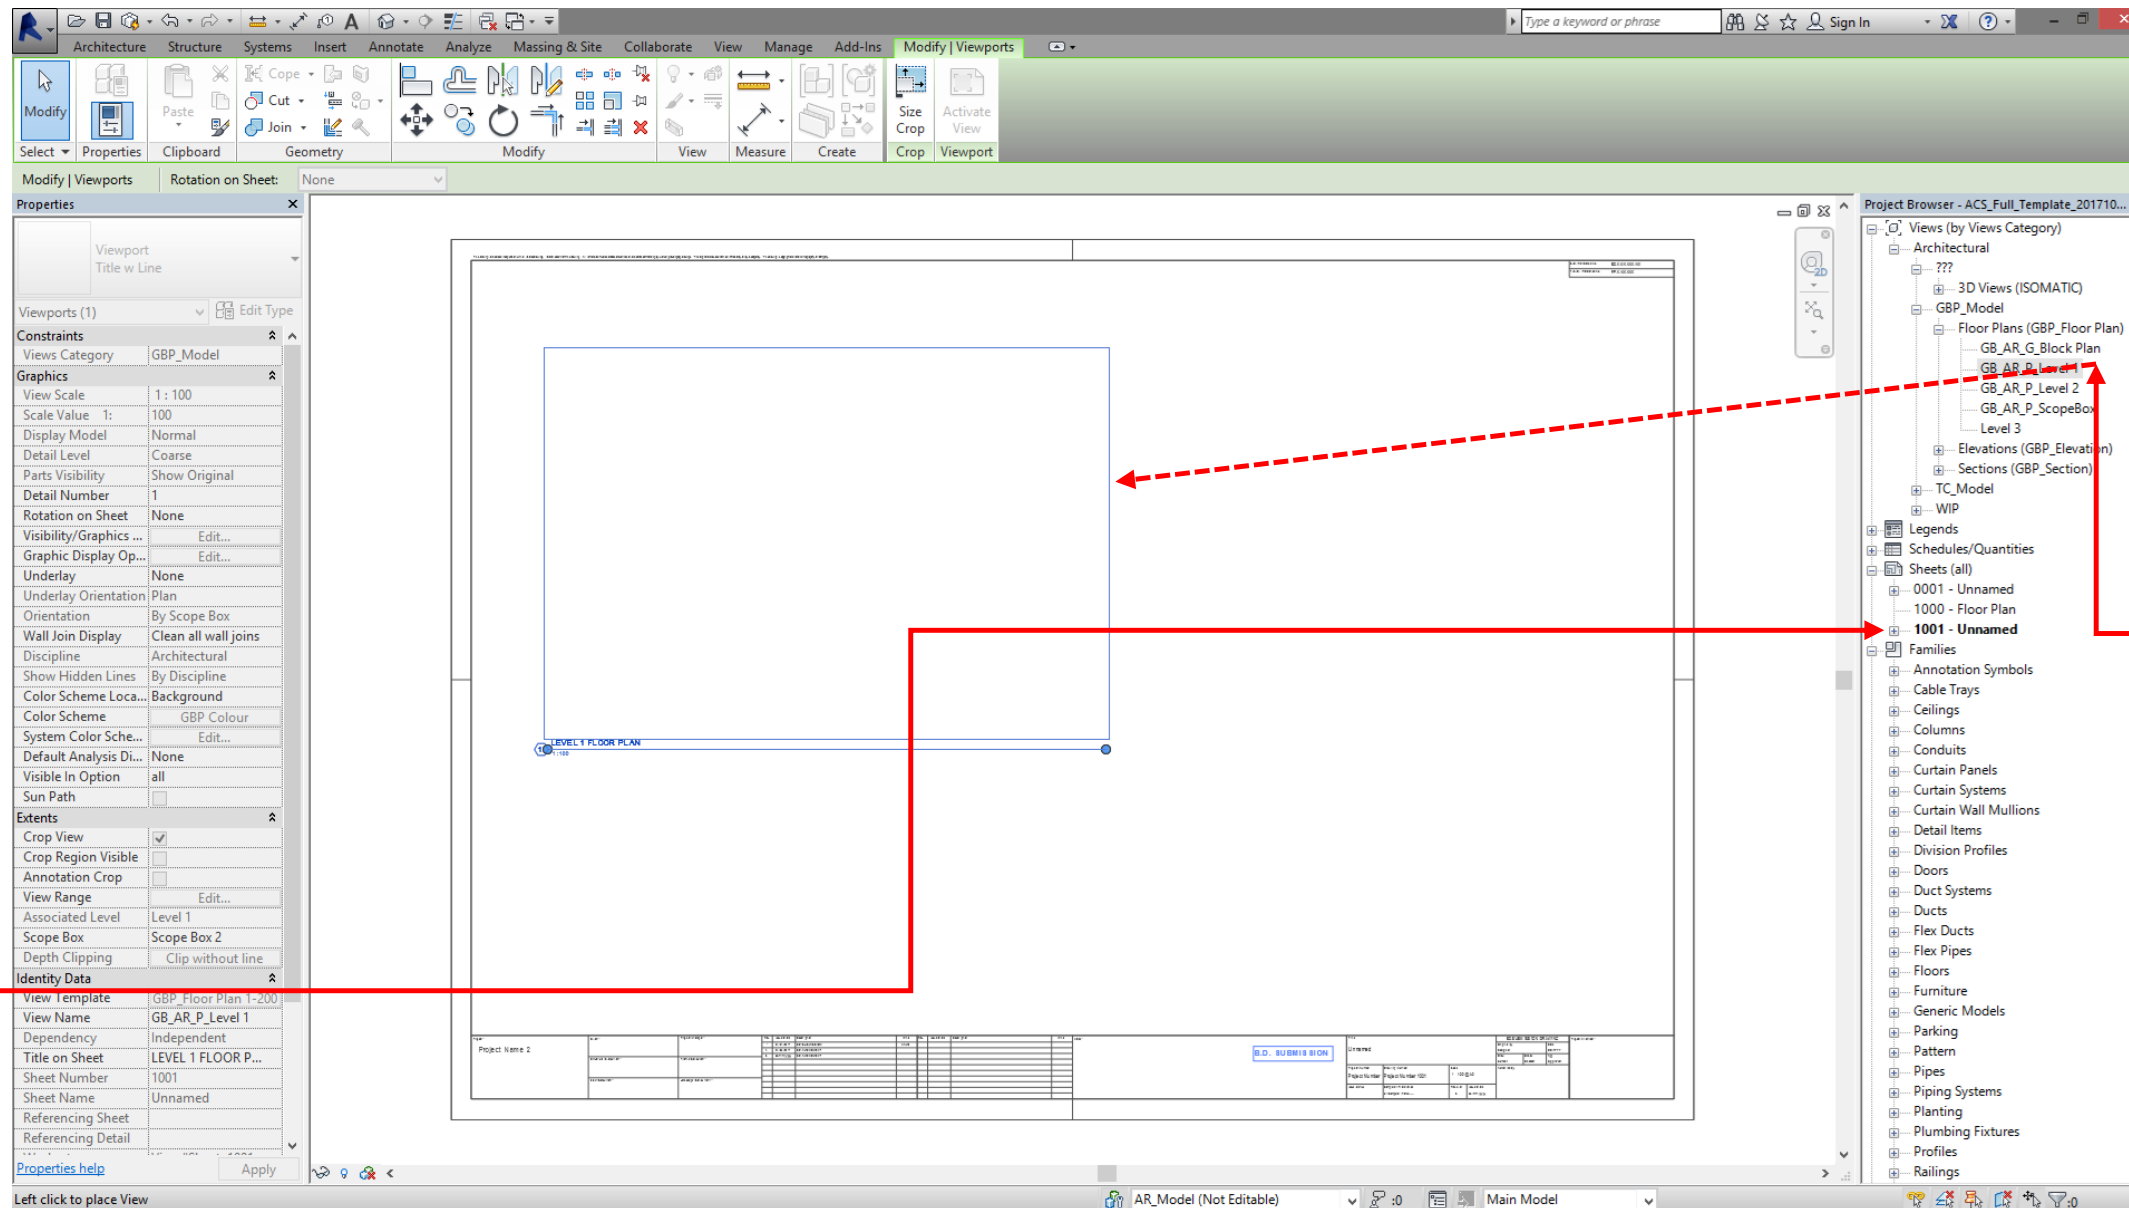 Type a keyword or phrase
Sign In
Architecture Structure Systems Insert Annotate Analyze Massing & Site Collaborate View Manage Add-Ins Modify | Viewports
Modify
Paste
Cope
Cut
Join
Size Crop
Activate View
Select Properties Clipboard Geometry Modify View Measure Create Crop Viewport
Modify | Viewports Rotation on Sheet: None
Properties
Viewport
Title w Line
Viewports (1) Edit Type
Constraints
Views Category GBP_Model
Graphics
View Scale 1 : 100
Scale Value 1: 100
Display Model Normal
Detail Level Coarse
Parts Visibility Show Original
Detail Number 1
Rotation on Sheet None
Visibility/Graphics ... Edit...
Graphic Display Op... Edit...
Underlay None
Underlay Orientation Plan
Orientation By Scope Box
Wall Join Display Clean all wall joins
Discipline Architectural
Show Hidden Lines By Discipline
Color Scheme Loca... Background
Color Scheme GBP Colour
System Color Sche... Edit...
Default Analysis Di... None
Visible In Option all
Sun Path
Extents
Crop View
Crop Region Visible
Annotation Crop
View Range Edit...
Associated Level Level 1
Scope Box Scope Box 2
Depth Clipping Clip without line
Identity Data
View Template GBP_Floor Plan 1-200
View Name GB_AR_P_Level 1
Dependency Independent
Title on Sheet LEVEL 1 FLOOR P...
Sheet Number 1001
Sheet Name Unnamed
Referencing Sheet
Referencing Detail
Properties help Apply
Left click to place View
2D
LEVEL 1 FLOOR PLAN
1 : 100
Project Name 2
B.D. SUBMISSION
Unnamed
Project Number Project Number 1001
AR_Model (Not Editable) :0 Main Model :0
Project Browser - ACS_Full_Template_201710...
Views (by Views Category)
Architectural
???
3D Views (ISOMATIC)
GBP_Model
Floor Plans (GBP_Floor Plan)
GB_AR_G_Block Plan
GB_AR_P_Level 1
GB_AR_P_Level 2
GB_AR_P_ScopeBox
Level 3
Elevations (GBP_Elevation)
Sections (GBP_Section)
TC_Model
WIP
Legends
Schedules/Quantities
Sheets (all)
0001 - Unnamed
1000 - Floor Plan
1001 - Unnamed
Families
Annotation Symbols
Cable Trays
Ceilings
Columns
Conduits
Curtain Panels
Curtain Systems
Curtain Wall Mullions
Detail Items
Division Profiles
Doors
Duct Systems
Ducts
Flex Ducts
Flex Pipes
Floors
Furniture
Generic Models
Parking
Pattern
Pipes
Piping Systems
Planting
Plumbing Fixtures
Profiles
Railings